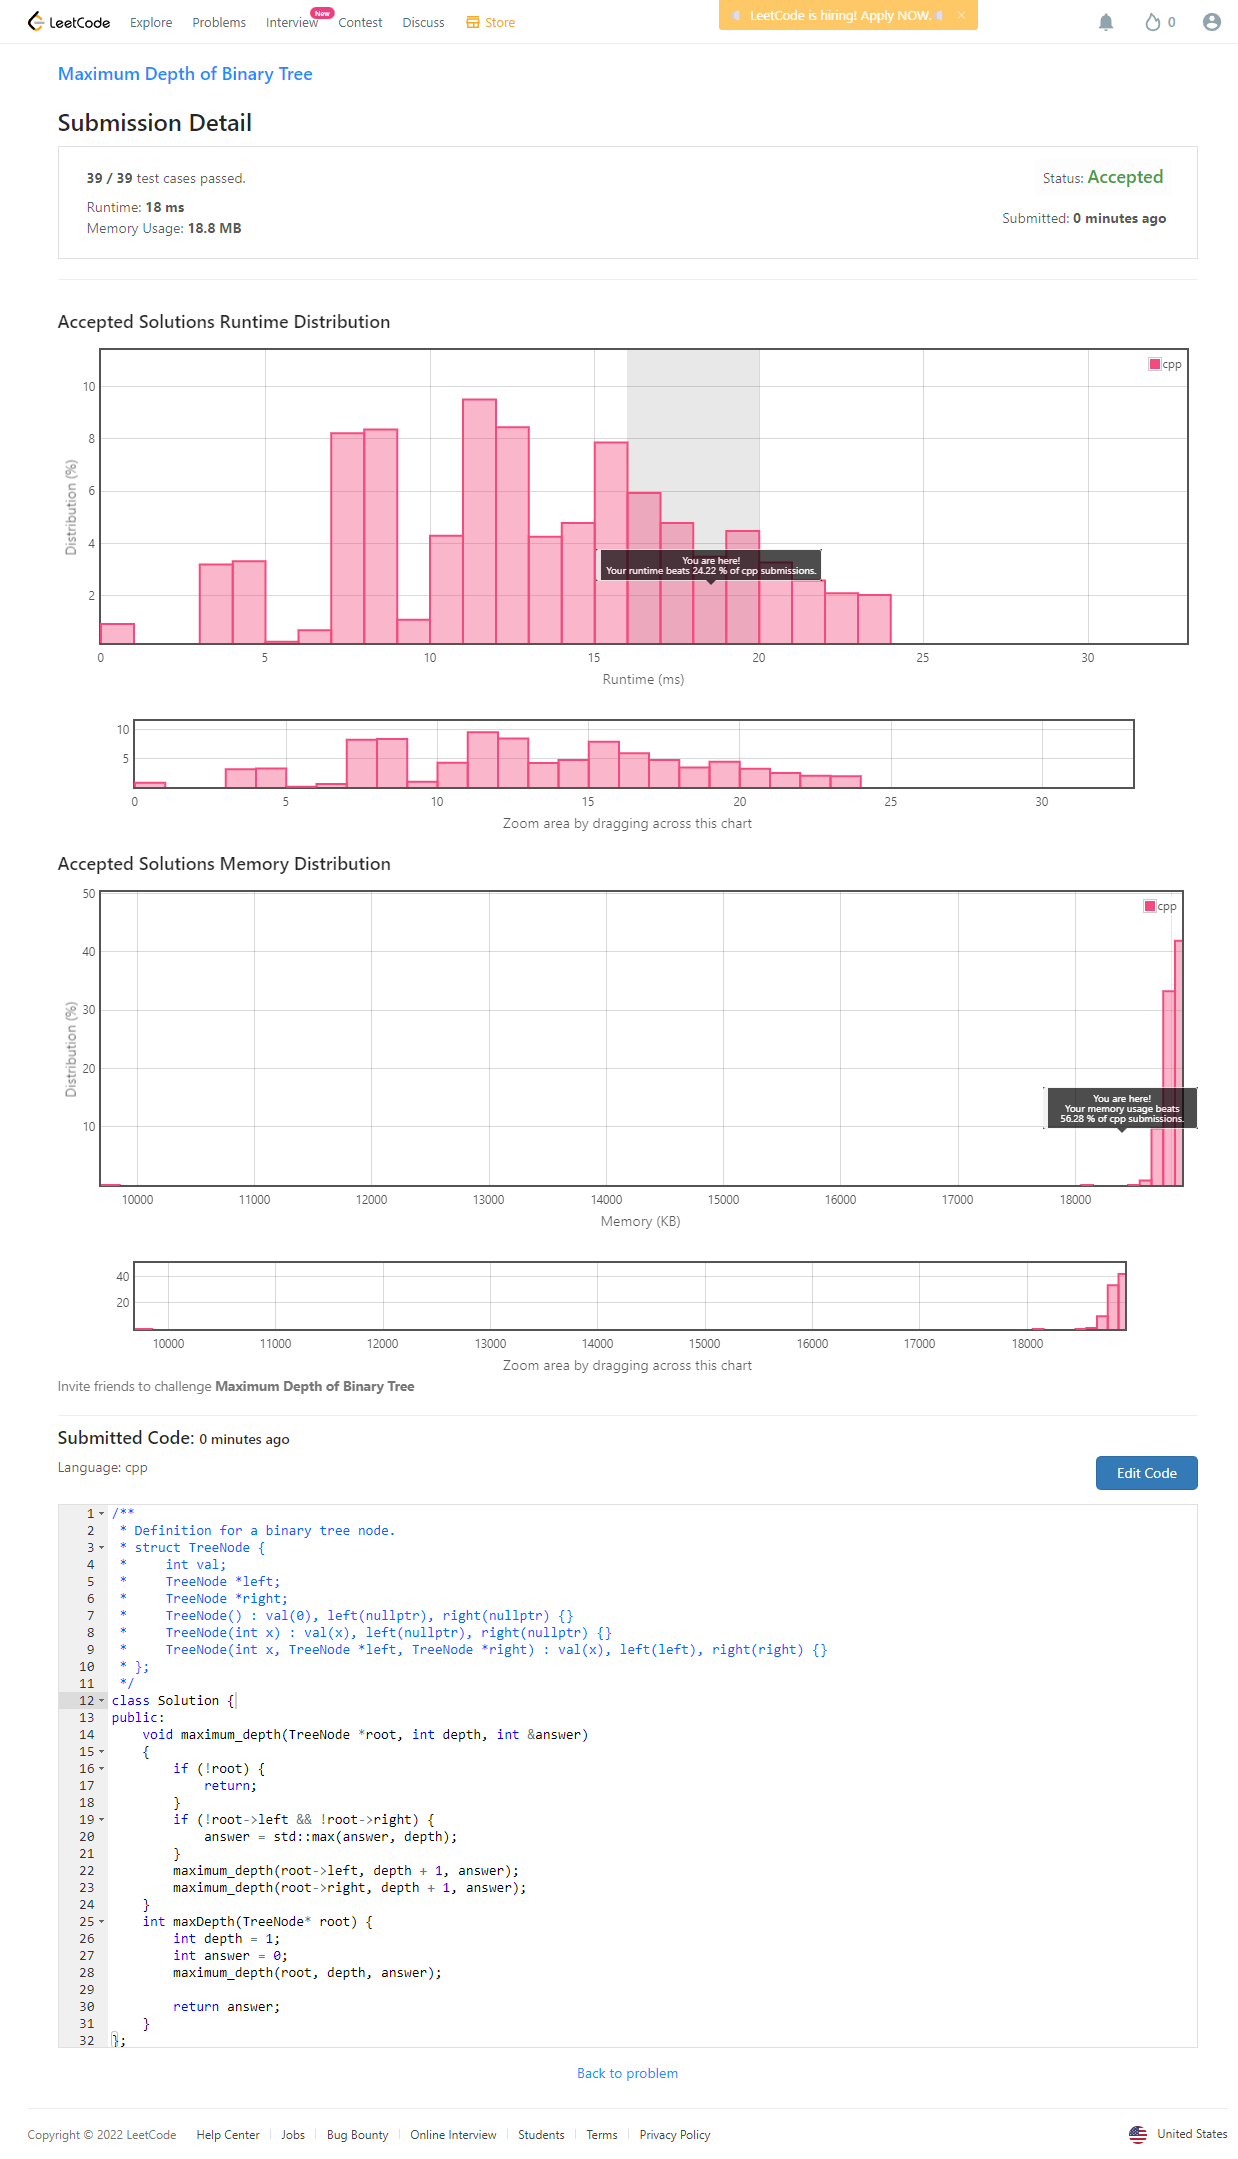 LeetCode Explore Problems Interview New Contest Discuss Store LeetCode is hiring! Apply NOW. × 0
Maximum Depth of Binary Tree
Submission Detail
39 / 39 test cases passed.
Status: Accepted
Runtime: 18 ms
Submitted: 0 minutes ago
Memory Usage: 18.8 MB
Accepted Solutions Runtime Distribution
cpp
10
8
6
4
2
Distribution (%)
You are here!
Your runtime beats 24.22 % of cpp submissions.
0 5 10 15 20 25 30
Runtime (ms)
10
5
0 5 10 15 20 25 30
Zoom area by dragging across this chart
Accepted Solutions Memory Distribution
cpp
50
40
30
20
10
Distribution (%)
You are here!
Your memory usage beats
56.28 % of cpp submissions.
10000 11000 12000 13000 14000 15000 16000 17000 18000
Memory (KB)
40
20
10000 11000 12000 13000 14000 15000 16000 17000 18000
Zoom area by dragging across this chart
Invite friends to challenge Maximum Depth of Binary Tree
Submitted Code: 0 minutes ago
Language: cpp
Edit Code
1 /**
2  * Definition for a binary tree node.
3  * struct TreeNode {
4  *     int val;
5  *     TreeNode *left;
6  *     TreeNode *right;
7  *     TreeNode() : val(0), left(nullptr), right(nullptr) {}
8  *     TreeNode(int x) : val(x), left(nullptr), right(nullptr) {}
9  *     TreeNode(int x, TreeNode *left, TreeNode *right) : val(x), left(left), right(right) {}
10  * };
11  */
12 class Solution {
13 public:
14     void maximum_depth(TreeNode *root, int depth, int &answer)
15     {
16         if (!root) {
17             return;
18         }
19         if (!root->left && !root->right) {
20             answer = std::max(answer, depth);
21         }
22         maximum_depth(root->left, depth + 1, answer);
23         maximum_depth(root->right, depth + 1, answer);
24     }
25     int maxDepth(TreeNode* root) {
26         int depth = 1;
27         int answer = 0;
28         maximum_depth(root, depth, answer);
29
30         return answer;
31     }
32 };
Back to problem
Copyright © 2022 LeetCode Help Center Jobs Bug Bounty Online Interview Students Terms Privacy Policy United States